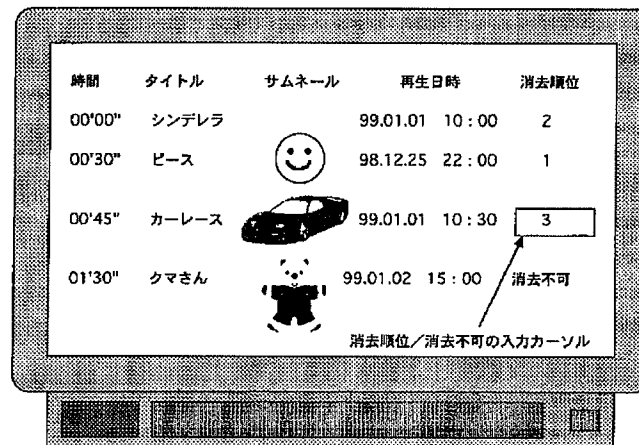 時間 タイトル サムネール 再生日時 消去順位
00'00" シンデレラ 99.01.01 10：00 2
00'30" ピース 98.12.25 22：00 1
00'45" カーレース 99.01.01 10：30 3
01'30" クマさん 99.01.02 15：00 消去不可
消去順位／消去不可の入力カーソル